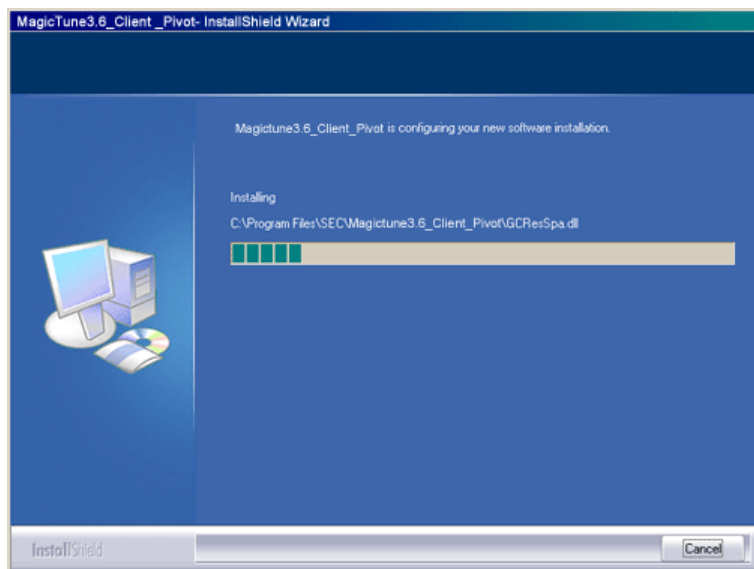 MagicTune3.6_Client _Pivot- InstallShield Wizard
Magictune3.6_Client_Pivot is configuring your new software installation.
Installing
C:\Program Files\SEC\Magictune3.6_Client_Pivot\GCResSpa.dll
InstallShield
Cancel